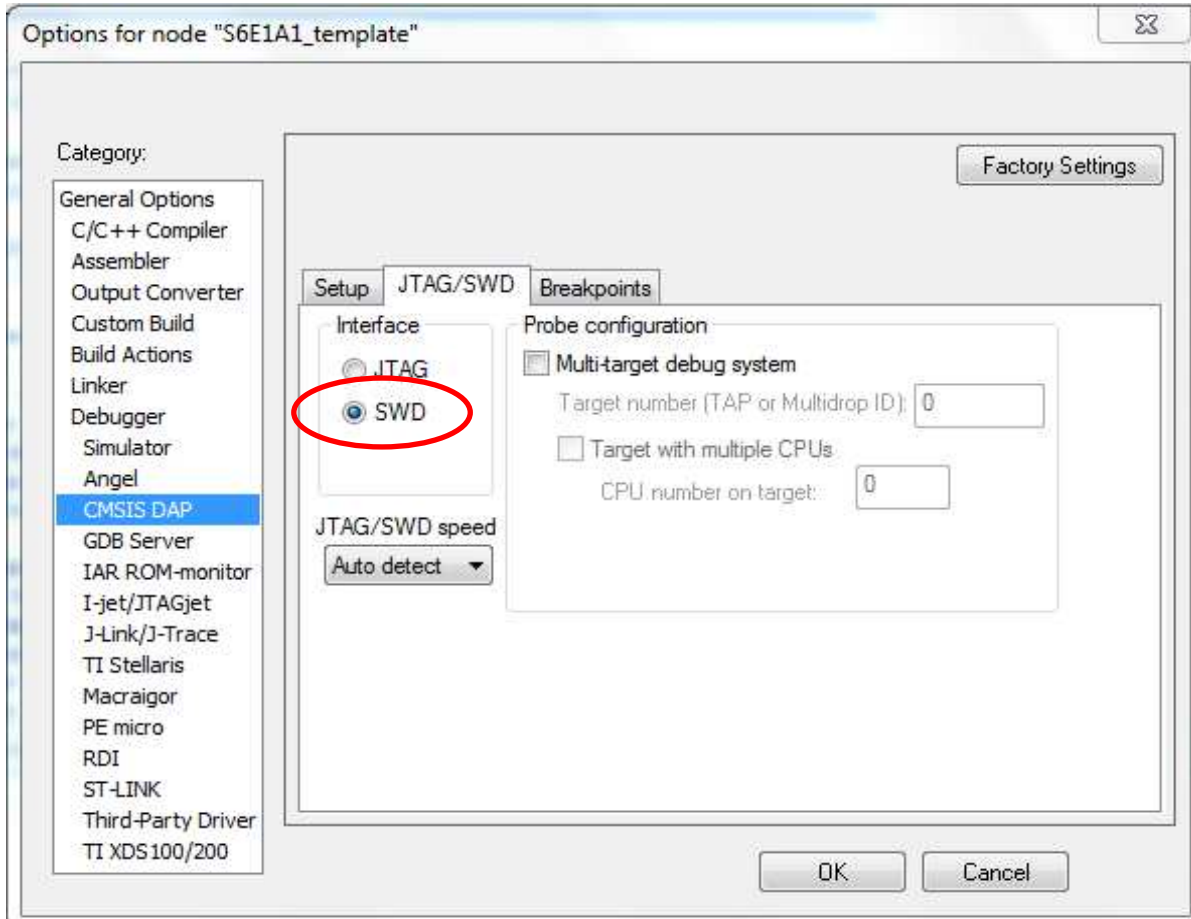 Options for node "S6E1A1_template"
Category:
Factory Settings
General Options
C/C++ Compiler
Assembler
Output Converter
Custom Build
Build Actions
Linker
Debugger
Simulator
Angel
CMSIS DAP
GDB Server
IAR ROM-monitor
I-jet/JTAGjet
J-Link/J-Trace
TI Stellaris
Macraigor
PE micro
RDI
ST-LINK
Third-Party Driver
TI XDS100/200
Setup JTAG/SWD Breakpoints
Interface
JTAG
SWD
JTAG/SWD speed
Auto detect
Probe configuration
Multi-target debug system
Target number (TAP or Multidrop ID): 0
Target with multiple CPUs
CPU number on target: 0
OK Cancel